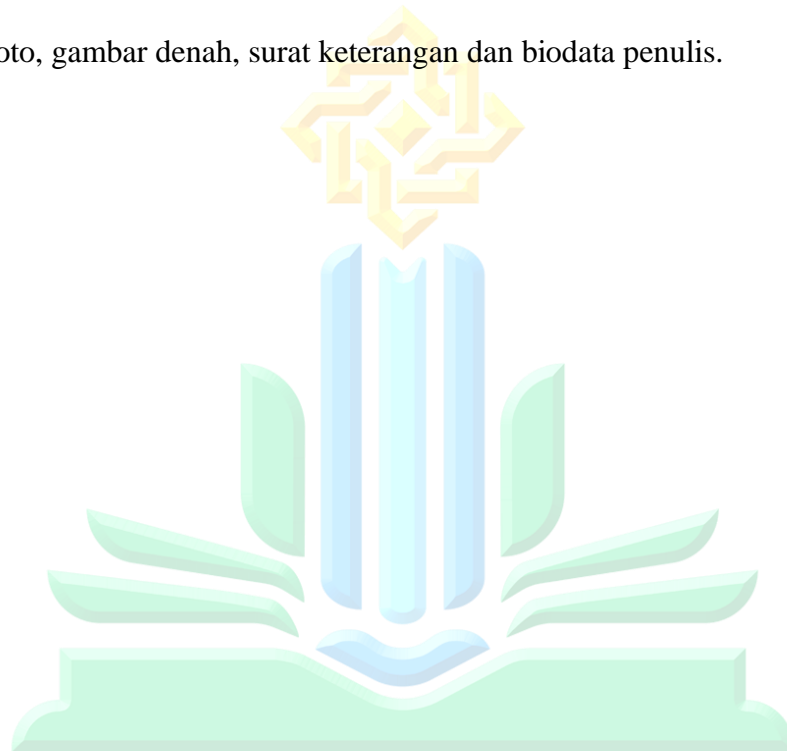 oto, gambar denah, surat keterangan dan biodata penulis.